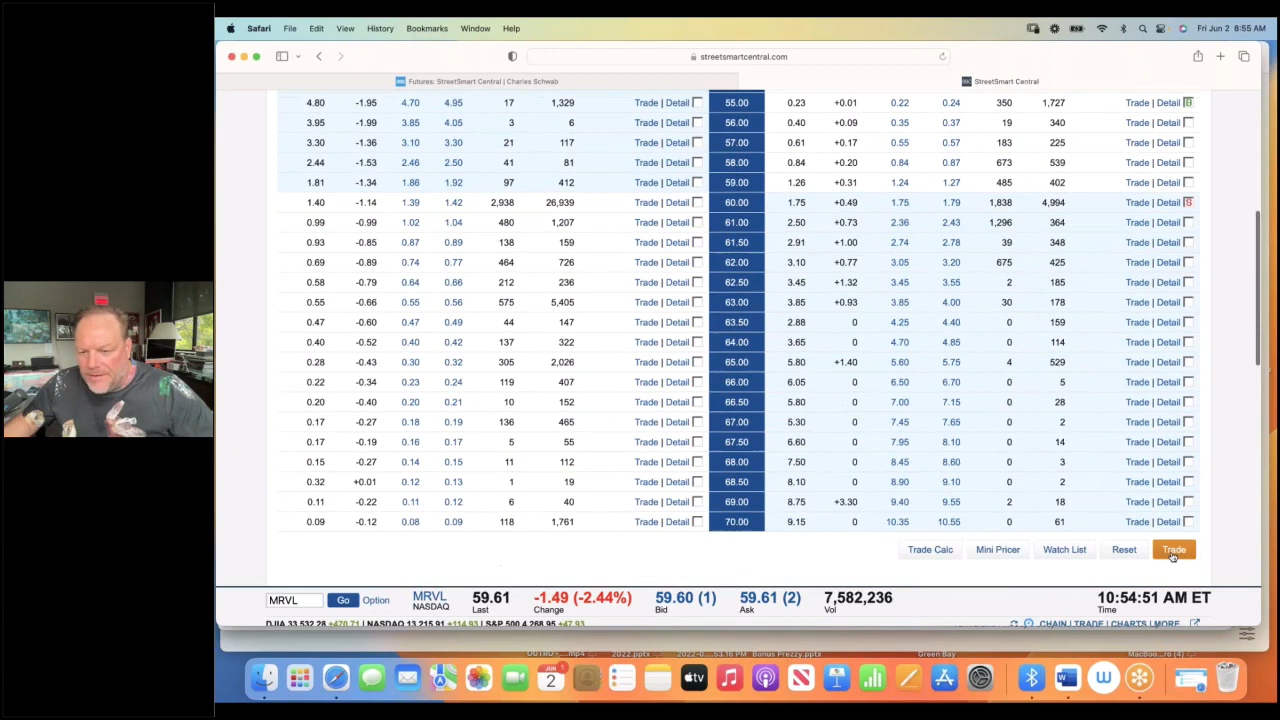 Safari File Edit View History Bookmarks Window Help Fri Jun 2 8:55 AM
streetsmartcentral.com
Futures: StreetSmart Central | Charles Schwab StreetSmart Central
4.80 -1.95 4.70 4.95 17 1,329 Trade | Detail 55.00 0.23 +0.01 0.22 0.24 350 1,727 Trade | Detail B
3.95 -1.99 3.85 4.05 3 6 Trade | Detail 56.00 0.40 +0.09 0.35 0.37 19 340 Trade | Detail
3.30 -1.36 3.10 3.30 21 117 Trade | Detail 57.00 0.61 +0.17 0.55 0.57 183 225 Trade | Detail
2.44 -1.53 2.46 2.50 41 81 Trade | Detail 58.00 0.84 +0.20 0.84 0.87 673 539 Trade | Detail
1.81 -1.34 1.86 1.92 97 412 Trade | Detail 59.00 1.26 +0.31 1.24 1.27 485 402 Trade | Detail
1.40 -1.14 1.39 1.42 2,938 26,939 Trade | Detail 60.00 1.75 +0.49 1.75 1.79 1,838 4,994 Trade | Detail S
0.99 -0.99 1.02 1.04 480 1,207 Trade | Detail 61.00 2.50 +0.73 2.36 2.43 1,296 364 Trade | Detail
0.93 -0.85 0.87 0.89 138 159 Trade | Detail 61.50 2.91 +1.00 2.74 2.78 39 348 Trade | Detail
0.69 -0.89 0.74 0.77 464 726 Trade | Detail 62.00 3.10 +0.77 3.05 3.20 675 425 Trade | Detail
0.58 -0.79 0.64 0.66 212 236 Trade | Detail 62.50 3.45 +1.32 3.45 3.55 2 185 Trade | Detail
0.55 -0.66 0.55 0.56 575 5,405 Trade | Detail 63.00 3.85 +0.93 3.85 4.00 30 178 Trade | Detail
0.47 -0.60 0.47 0.49 44 147 Trade | Detail 63.50 2.88 0 4.25 4.40 0 159 Trade | Detail
0.40 -0.52 0.40 0.42 137 322 Trade | Detail 64.00 3.65 0 4.70 4.85 0 114 Trade | Detail
0.28 -0.43 0.30 0.32 305 2,026 Trade | Detail 65.00 5.80 +1.40 5.60 5.75 4 529 Trade | Detail
0.22 -0.34 0.23 0.24 119 407 Trade | Detail 66.00 6.05 0 6.50 6.70 0 5 Trade | Detail
0.20 -0.40 0.20 0.21 10 152 Trade | Detail 66.50 5.80 0 7.00 7.15 0 28 Trade | Detail
0.17 -0.27 0.18 0.19 136 465 Trade | Detail 67.00 5.30 0 7.45 7.65 0 2 Trade | Detail
0.17 -0.19 0.16 0.17 5 55 Trade | Detail 67.50 6.60 0 7.95 8.10 0 14 Trade | Detail
0.15 -0.27 0.14 0.15 11 112 Trade | Detail 68.00 7.50 0 8.45 8.60 0 3 Trade | Detail
0.32 +0.01 0.12 0.13 1 19 Trade | Detail 68.50 8.10 0 8.90 9.10 0 2 Trade | Detail
0.11 -0.22 0.11 0.12 6 40 Trade | Detail 69.00 8.75 +3.30 9.40 9.55 2 18 Trade | Detail
0.09 -0.12 0.08 0.09 118 1,761 Trade | Detail 70.00 9.15 0 10.35 10.55 0 61 Trade | Detail
Trade Calc Mini Pricer Watch List Reset Trade
MRVL Go Option MRVL 59.61 -1.49 (-2.44%) 59.60 (1) 59.61 (2) 7,582,236 10:54:51 AM ET
NASDAQ Last Change Bid Ask Vol Time
DJIA 33,532.28 +470.71 | NASDAQ 13,215.91 +114.93 | S&P 500 4,268.95 +47.93 CHAIN | TRADE | CHARTS | MORE
2022.pptx Bonus Prezzy.pptx Green Bay
JUN
2
tv
W